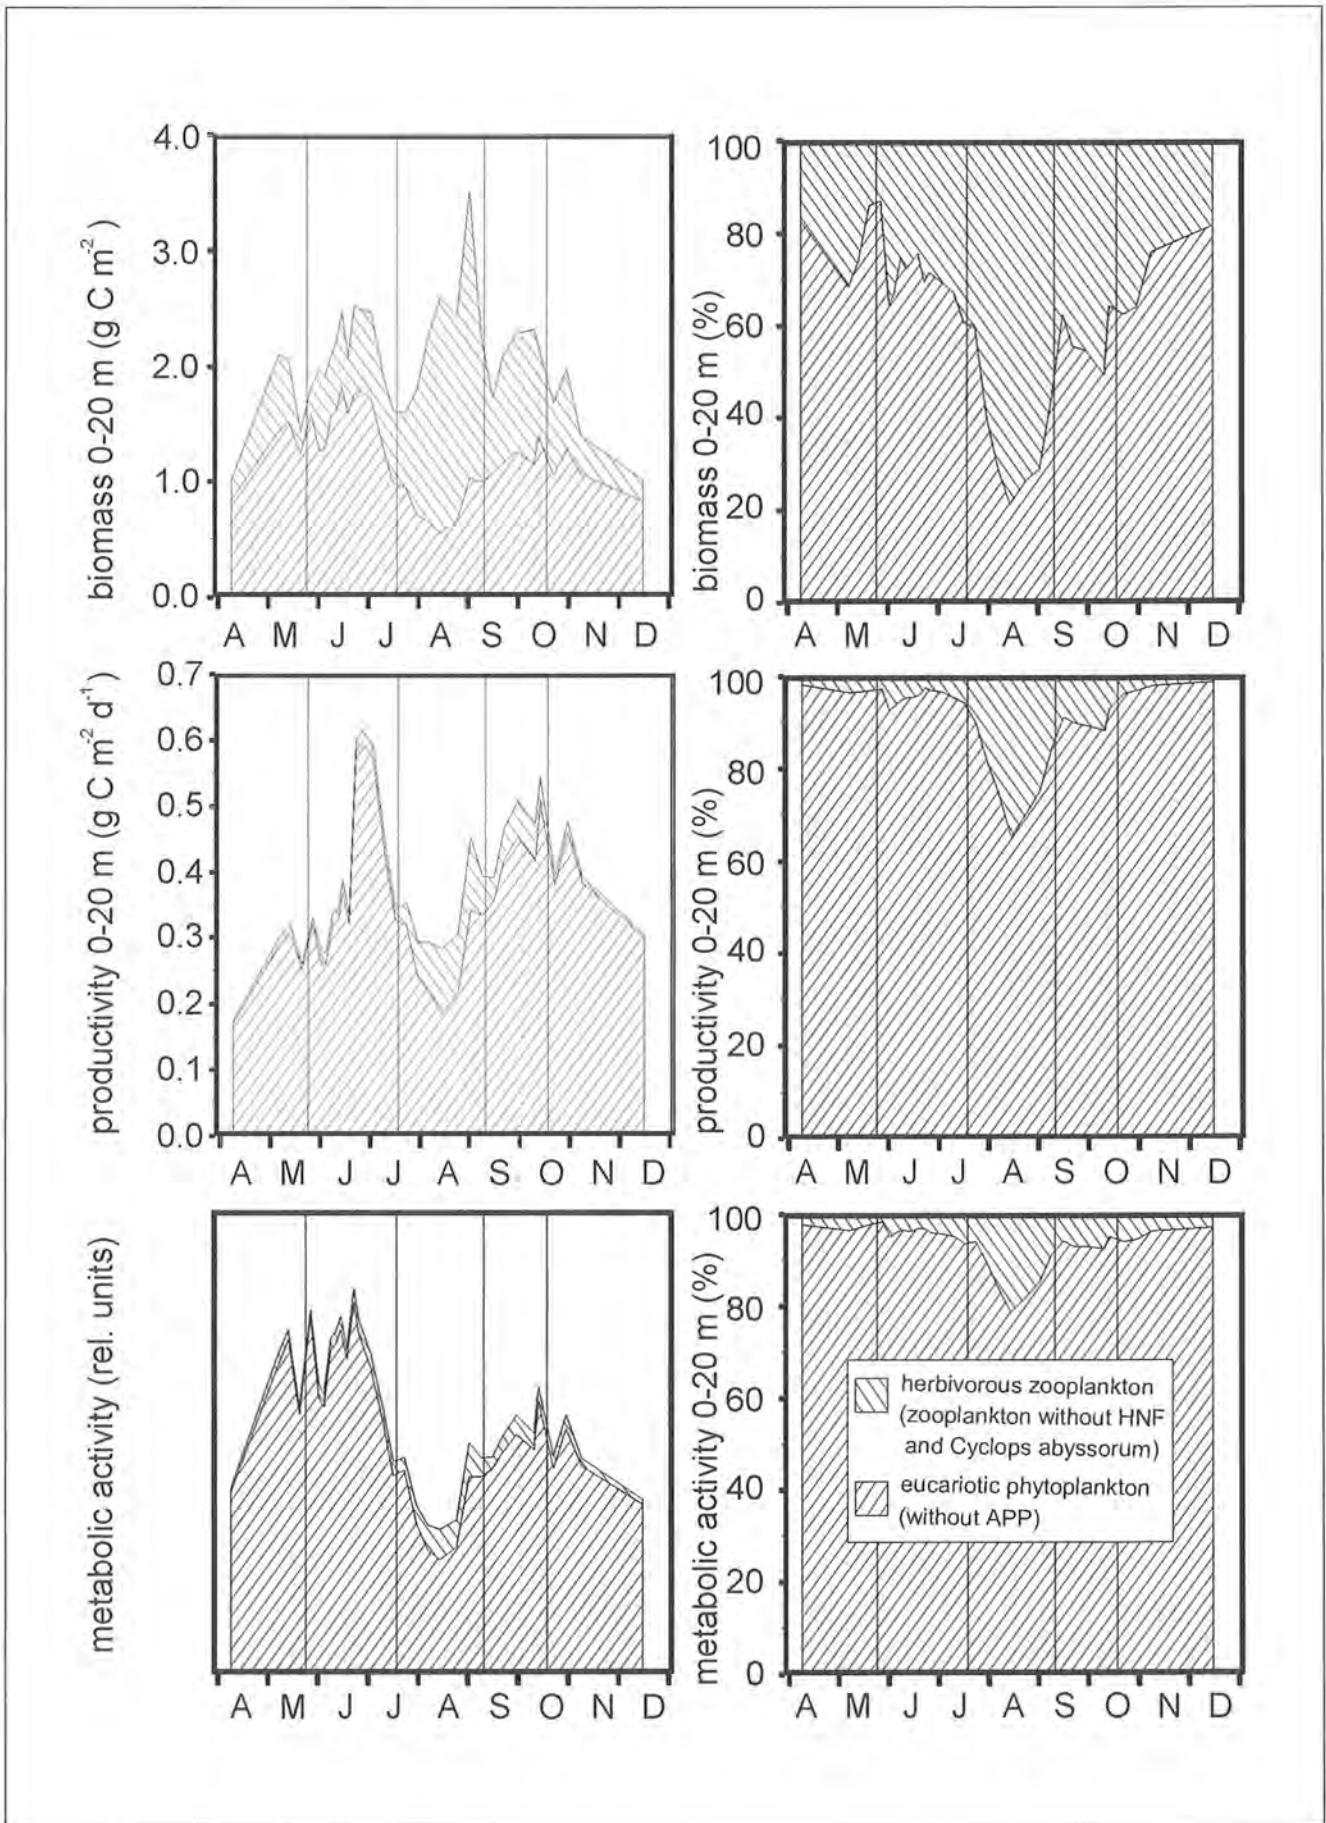 biomass 0-20 m (g C m-2)
4.0
3.0
2.0
1.0
0.0
A M J J A S O N D
biomass 0-20 m (%)
100
80
60
40
20
0
A M J J A S O N D
productivity 0-20 m (g C m-2 d-1)
0.7
0.6
0.5
0.4
0.3
0.2
0.1
0.0
A M J J A S O N D
productivity 0-20 m (%)
100
80
60
40
20
0
A M J J A S O N D
metabolic activity (rel. units)
A M J J A S O N D
metabolic activity 0-20 m (%)
100
80
60
40
20
0
A M J J A S O N D
herbivorous zooplankton
(zooplankton without HNF
and Cyclops abyssorum)
eucariotic phytoplankton
(without APP)